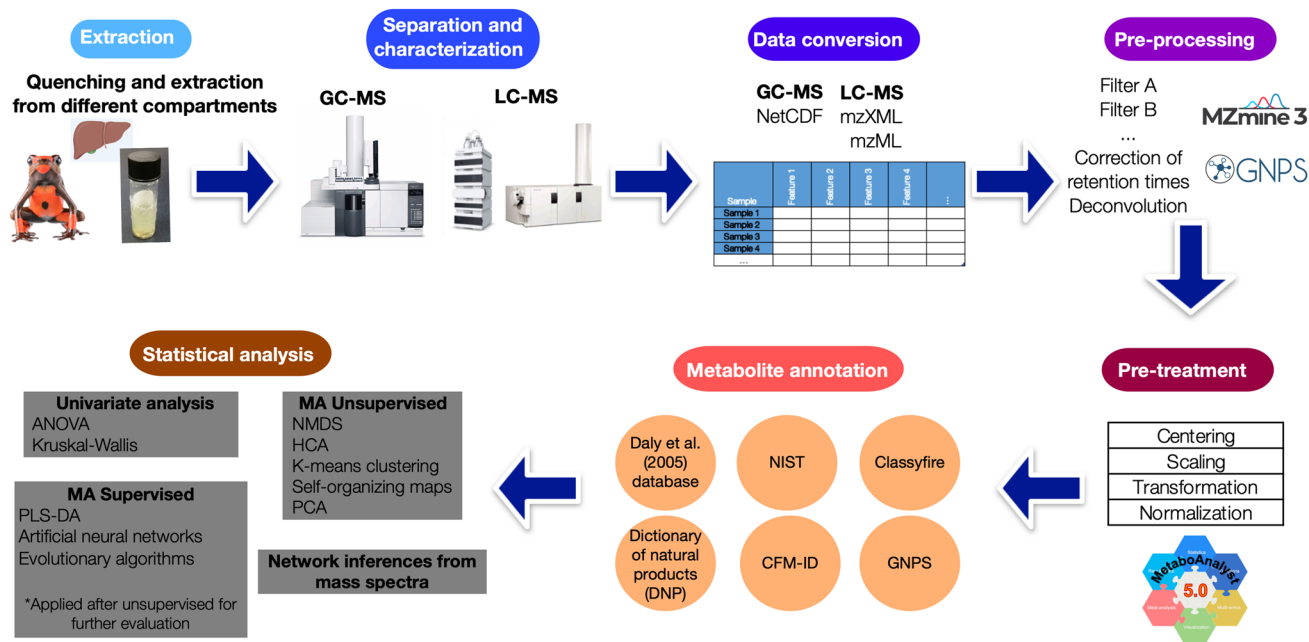 Extraction
Quenching and extraction
from different compartments
Separation and
characterization
GC-MS
LC-MS
Data conversion
GC-MS
NetCDF
LC-MS
mzXML
mzML
Sample
Feature 1
Feature 2
Feature 3
Feature 4
...
Sample 1
Sample 2
Sample 3
Sample 4
...
Pre-processing
Filter A
Filter B
...
Correction of
retention times
Deconvolution
MZmine 3
GNPS
Pre-treatment
Centering
Scaling
Transformation
Normalization
Statistics
MetaboAnalyst
5.0
Meta-analysis
Multi-omics
Visualization
Metabolite annotation
Daly et al.
(2005)
database
NIST
Classyfire
Dictionary
of natural
products
(DNP)
CFM-ID
GNPS
Statistical analysis
Univariate analysis
ANOVA
Kruskal-Wallis
MA Unsupervised
NMDS
HCA
K-means clustering
Self-organizing maps
PCA
MA Supervised
PLS-DA
Artificial neural networks
Evolutionary algorithms
*Applied after unsupervised for
further evaluation
Network inferences from
mass spectra